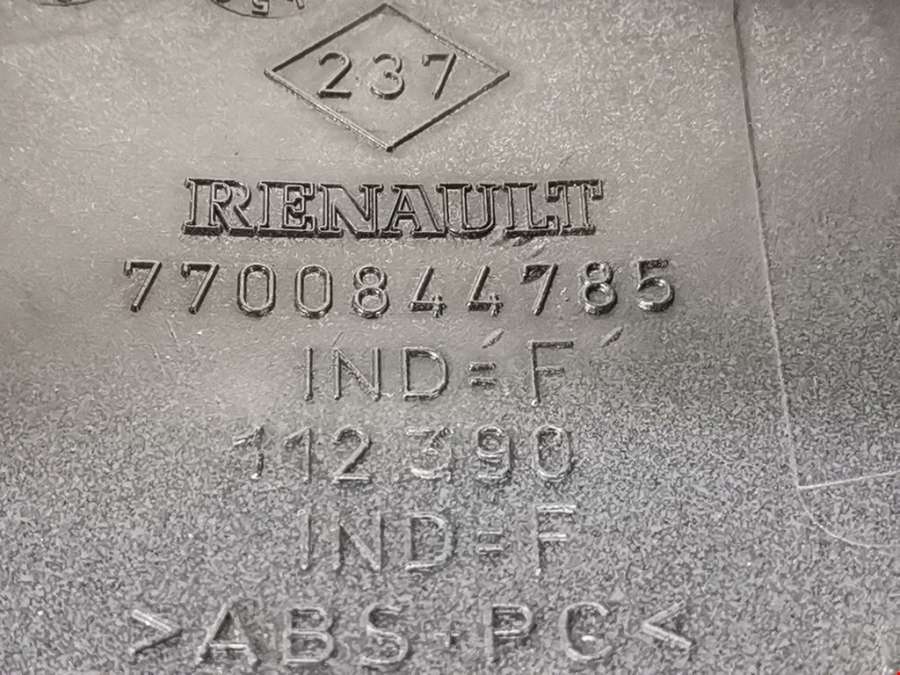 237
RENAULT
7700844785
IND=F
112390
IND=F
>ABS·PC<